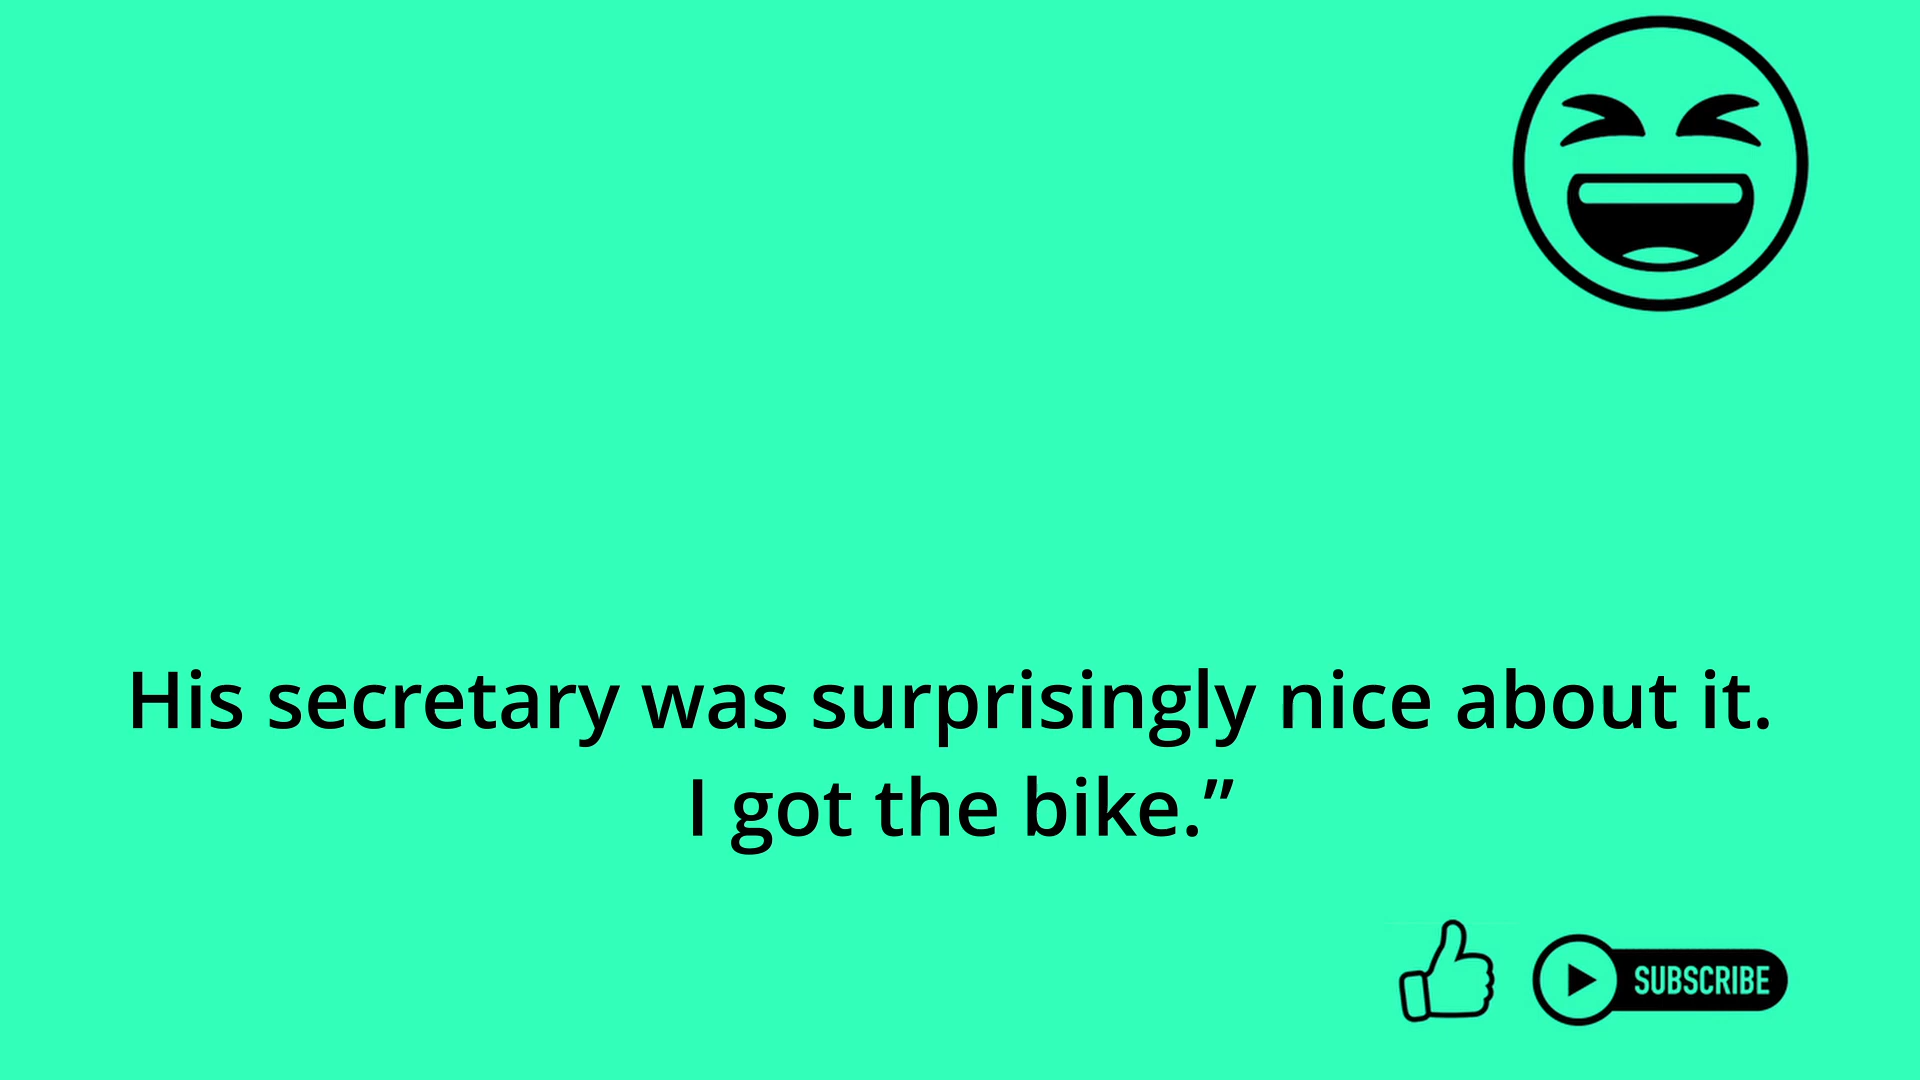 His secretary was surprisingly nice about it.
I got the bike.”
SUBSCRIBE